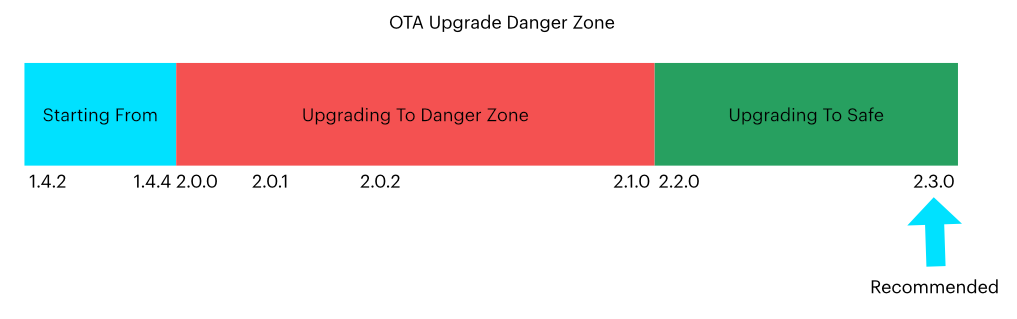 OTA Upgrade Danger Zone
Starting From Upgrading To Danger Zone Upgrading To Safe
1.4.2 1.4.4 2.0.0 2.0.1 2.0.2 2.1.0 2.2.0 2.3.0
Recommended